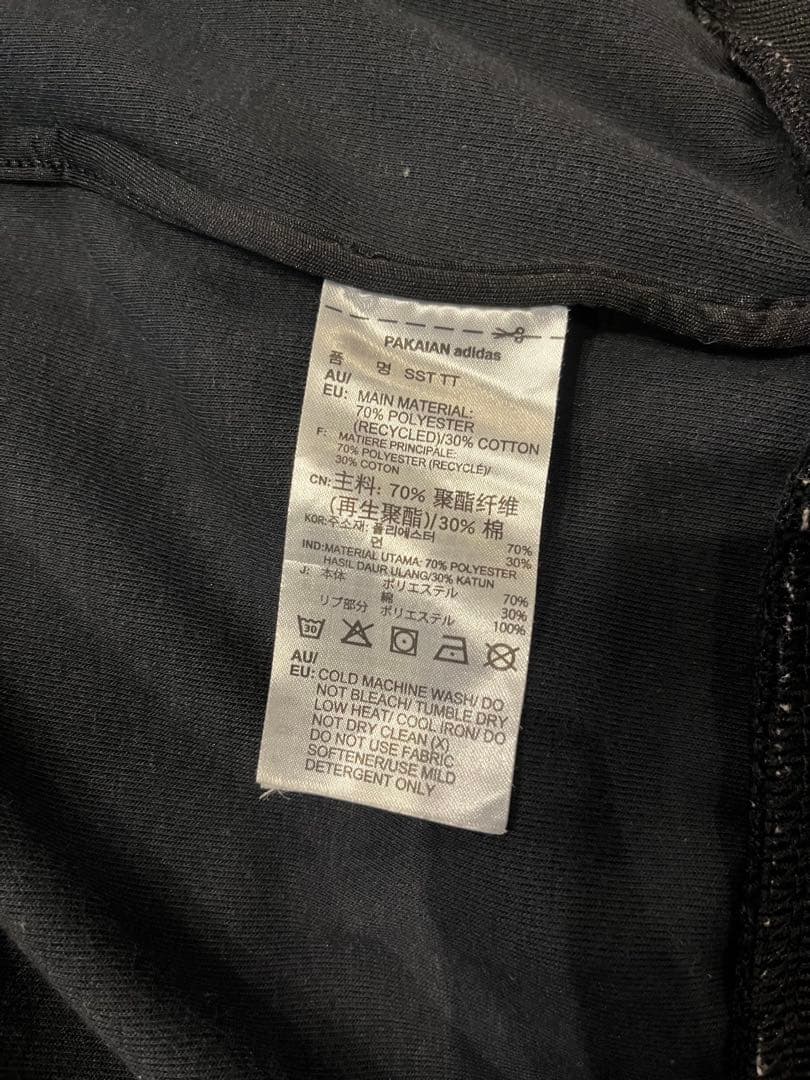 PAKAIAN adidas
품 명 SST TT
AU/
EU: MAIN MATERIAL:
70% POLYESTER
(RECYCLED)/30% COTTON
F: MATIERE PRINCIPALE:
70% POLYESTER (RECYCLÉ)/
30% COTON
CN: 主料: 70% 聚酯纤维
(再生聚酯)/30% 棉
KOR: 주소재: 폴리에스터 70%
면 30%
IND: MATERIAL UTAMA: 70% POLYESTER
HASIL DAUR ULANG/30% KATUN
J: 本体 ポリエステル 70%
綿 30%
リブ部分 ポリエステル 100%
30
AU/
EU: COLD MACHINE WASH/ DO
NOT BLEACH/ TUMBLE DRY
LOW HEAT/ COOL IRON/ DO
NOT DRY CLEAN (X)
DO NOT USE FABRIC
SOFTENER/USE MILD
DETERGENT ONLY